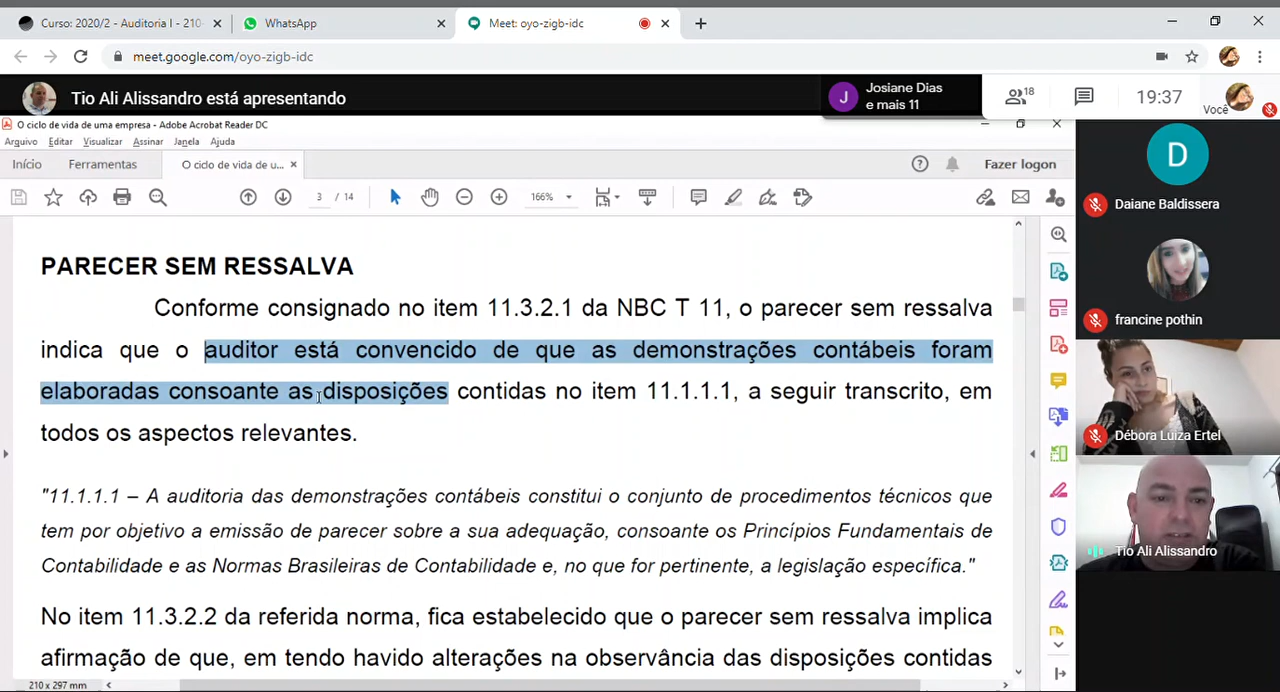 Curso: 2020/2 - Auditoria I - 210
WhatsApp
Meet: oyo-zigb-idc
meet.google.com/oyo-zigb-idc
Tio Ali Alissandro está apresentando
J
Josiane Dias
e mais 11
18
19:37
Você
O ciclo de vida de uma empresa - Adobe Acrobat Reader DC
Arquivo Editar Visualizar Assinar Janela Ajuda
Início Ferramentas O ciclo de vida de u... Fazer logon
3 / 14 166%
PARECER SEM RESSALVA
Conforme consignado no item 11.3.2.1 da NBC T 11, o parecer sem ressalva
indica que o auditor está convencido de que as demonstrações contábeis foram
elaboradas consoante as disposições contidas no item 11.1.1.1, a seguir transcrito, em
todos os aspectos relevantes.
"11.1.1.1 – A auditoria das demonstrações contábeis constitui o conjunto de procedimentos técnicos que
tem por objetivo a emissão de parecer sobre a sua adequação, consoante os Princípios Fundamentais de
Contabilidade e as Normas Brasileiras de Contabilidade e, no que for pertinente, a legislação específica."
No item 11.3.2.2 da referida norma, fica estabelecido que o parecer sem ressalva implica
afirmação de que, em tendo havido alterações na observância das disposições contidas
210 x 297 mm
D
Daiane Baldissera
francine pothin
Débora Luiza Ertel
Tio Ali Alissandro